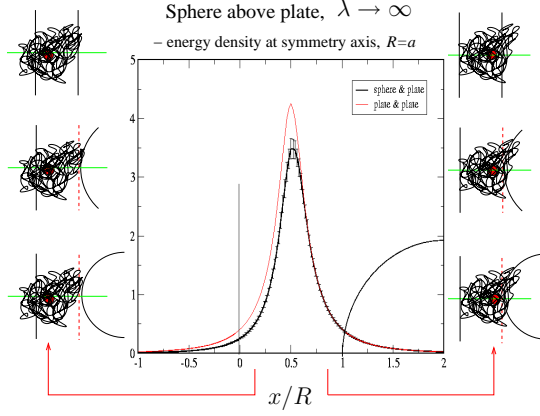 Sphere above plate, λ → ∞
– energy density at symmetry axis, R=a
5
4
3
2
1
0
sphere & plate
plate & plate
-1
-0.5
0
0.5
1
1.5
2
x/R